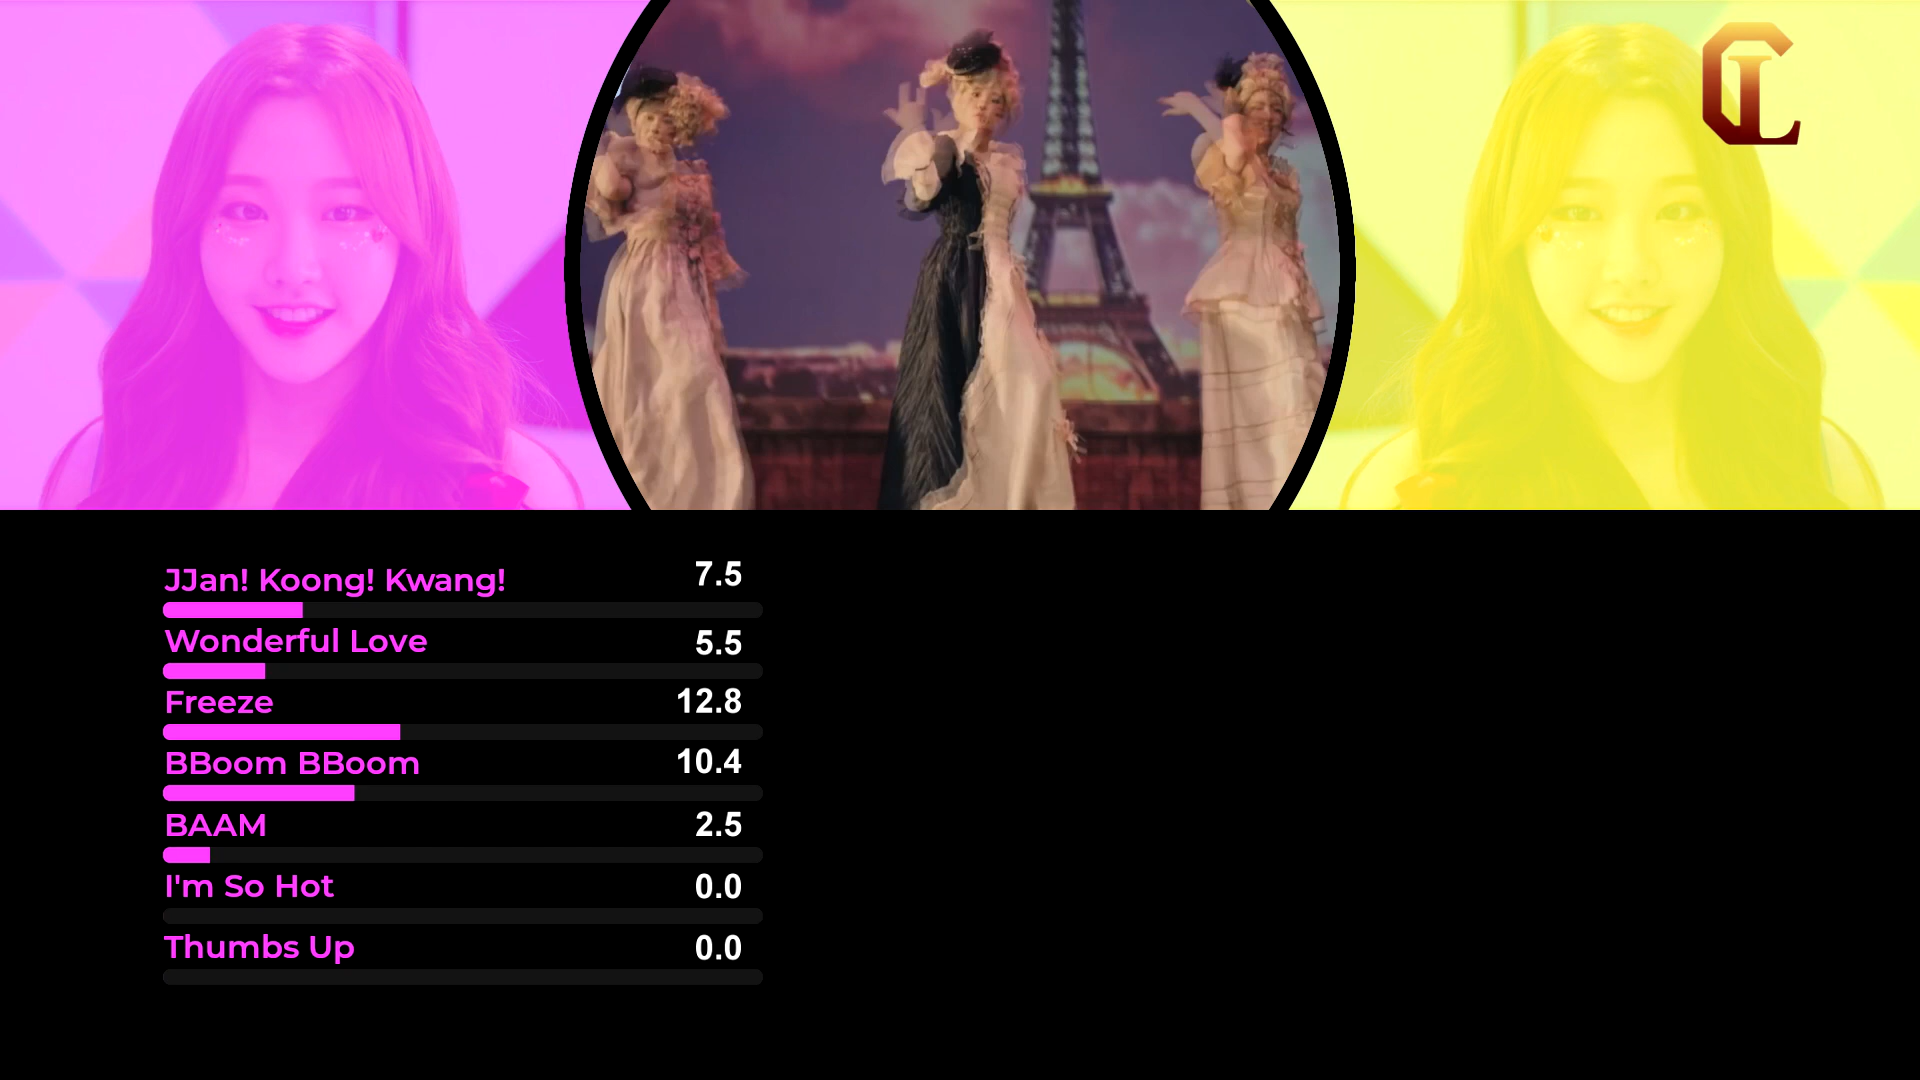 CL
JJan! Koong! Kwang! 7.5
Wonderful Love 5.5
Freeze 12.8
BBoom BBoom 10.4
BAAM 2.5
I'm So Hot 0.0
Thumbs Up 0.0